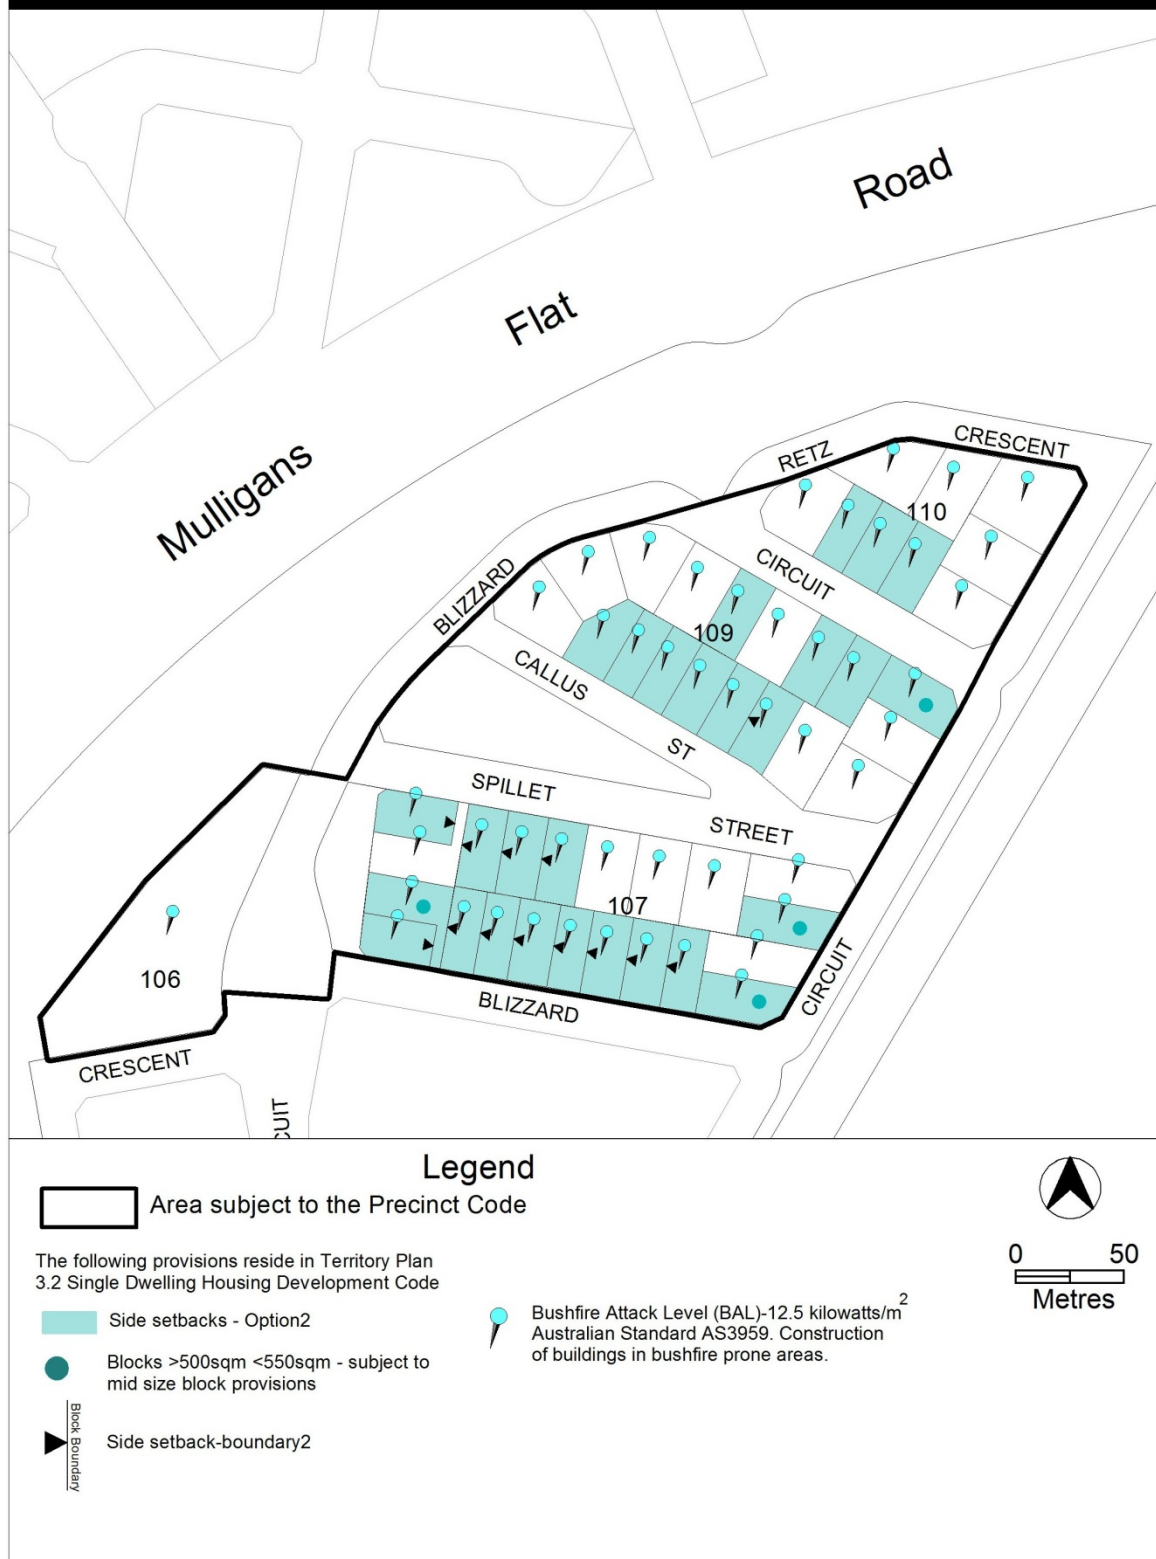 Road
Flat
Mulligans
RETZ
CRESCENT
110
CIRCUIT
BLIZZARD
109
CALLUS
ST
SPILLET
STREET
107
106
BLIZZARD
CIRCUIT
CRESCENT
CUIT
Legend
Area subject to the Precinct Code
The following provisions reside in Territory Plan
3.2 Single Dwelling Housing Development Code
Side setbacks - Option2
Blocks >500sqm <550sqm - subject to
mid size block provisions
Block Boundary
Side setback-boundary2
Bushfire Attack Level (BAL)-12.5 kilowatts/m2
Australian Standard AS3959. Construction
of buildings in bushfire prone areas.
0 50
Metres